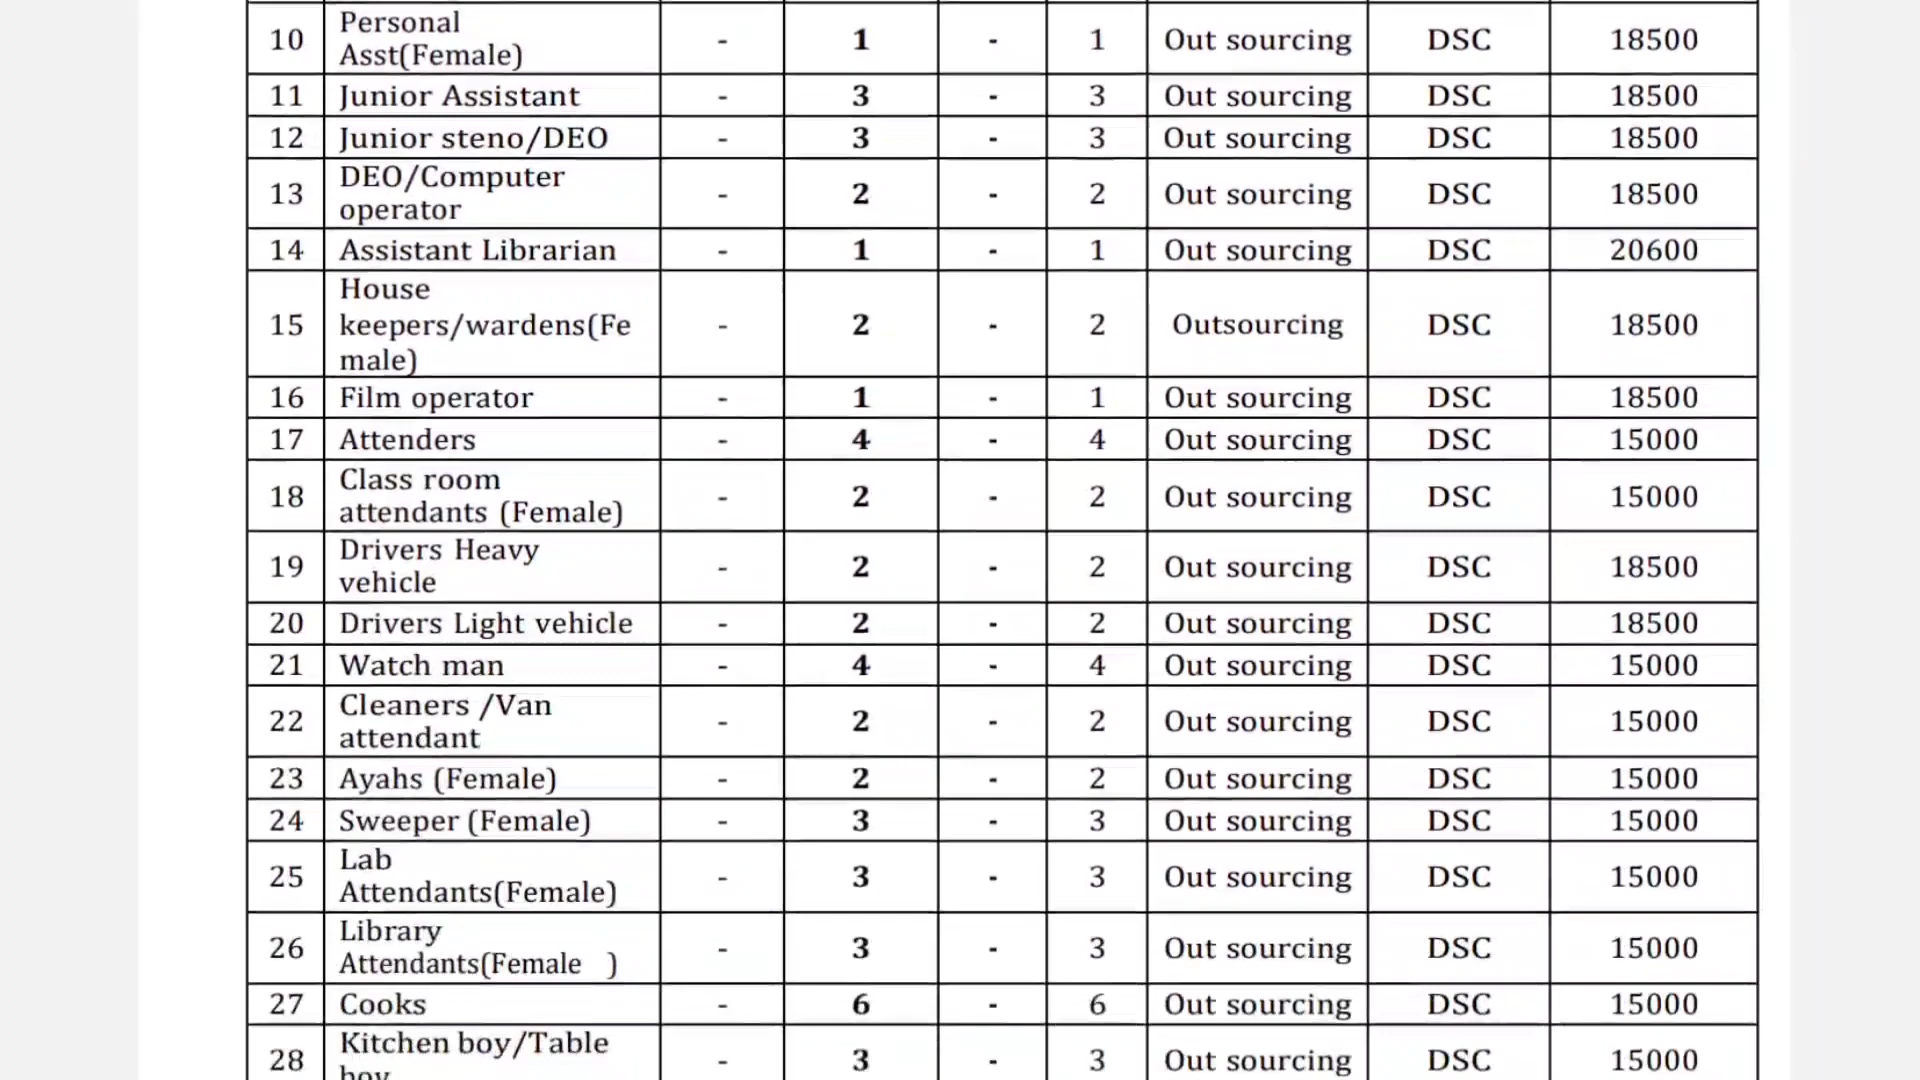 10 Personal Asst(Female) - 1 - 1 Out sourcing DSC 18500
11 Junior Assistant - 3 - 3 Out sourcing DSC 18500
12 Junior steno/DEO - 3 - 3 Out sourcing DSC 18500
13 DEO/Computer operator - 2 - 2 Out sourcing DSC 18500
14 Assistant Librarian - 1 - 1 Out sourcing DSC 20600
15 House keepers/wardens(Fe male) - 2 - 2 Outsourcing DSC 18500
16 Film operator - 1 - 1 Out sourcing DSC 18500
17 Attenders - 4 - 4 Out sourcing DSC 15000
18 Class room attendants (Female) - 2 - 2 Out sourcing DSC 15000
19 Drivers Heavy vehicle - 2 - 2 Out sourcing DSC 18500
20 Drivers Light vehicle - 2 - 2 Out sourcing DSC 18500
21 Watch man - 4 - 4 Out sourcing DSC 15000
22 Cleaners /Van attendant - 2 - 2 Out sourcing DSC 15000
23 Ayahs (Female) - 2 - 2 Out sourcing DSC 15000
24 Sweeper (Female) - 3 - 3 Out sourcing DSC 15000
25 Lab Attendants(Female) - 3 - 3 Out sourcing DSC 15000
26 Library Attendants(Female ) - 3 - 3 Out sourcing DSC 15000
27 Cooks - 6 - 6 Out sourcing DSC 15000
28 Kitchen boy/Table boy - 3 - 3 Out sourcing DSC 15000